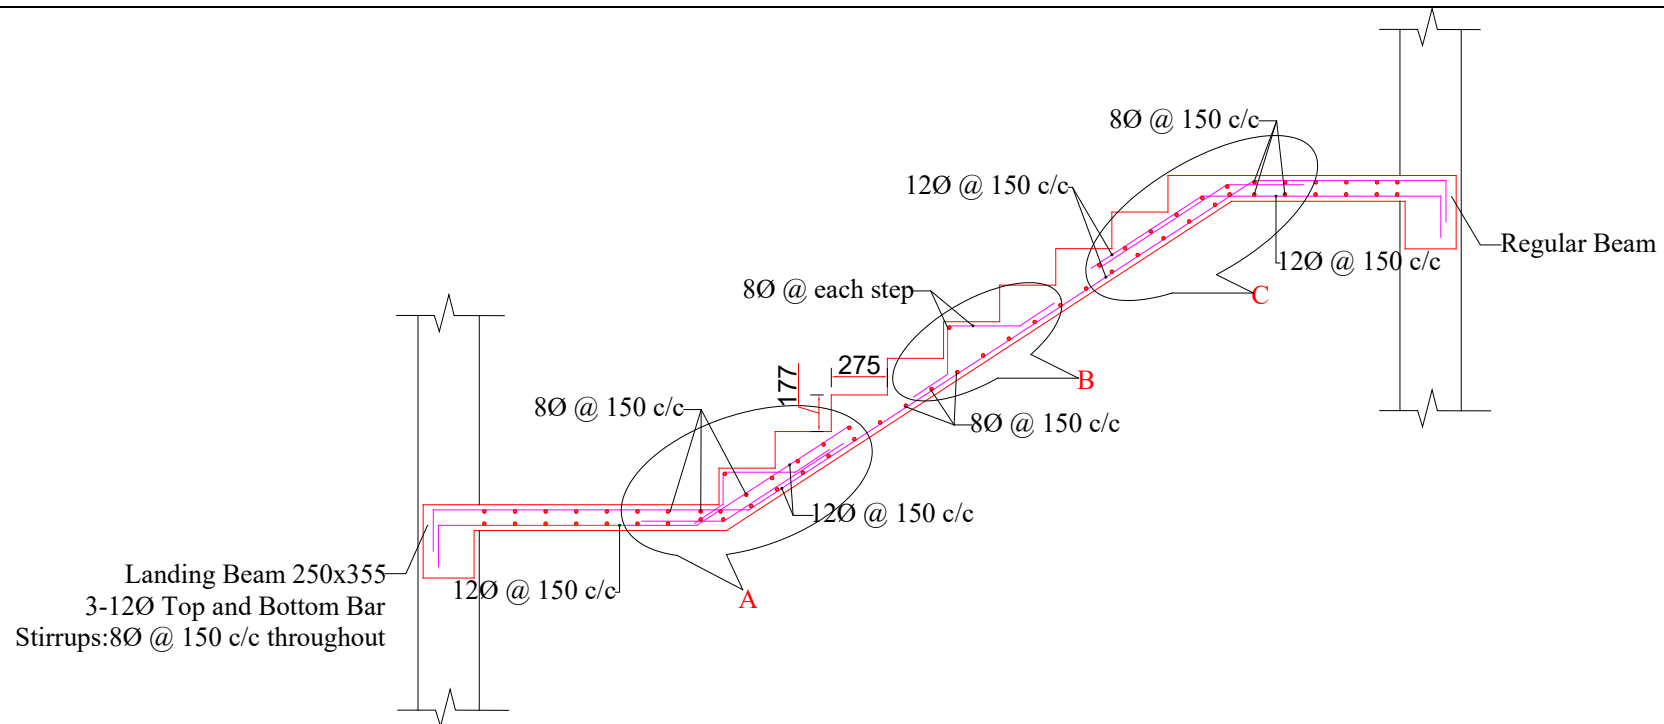 8Ø @ 150 c/c
12Ø @ 150 c/c
Regular Beam
12Ø @ 150 c/c
8Ø @ each step
C
275
177
B
8Ø @ 150 c/c
8Ø @ 150 c/c
12Ø @ 150 c/c
Landing Beam 250x355
3-12Ø Top and Bottom Bar
Stirrups:8Ø @ 150 c/c throughout
12Ø @ 150 c/c
A